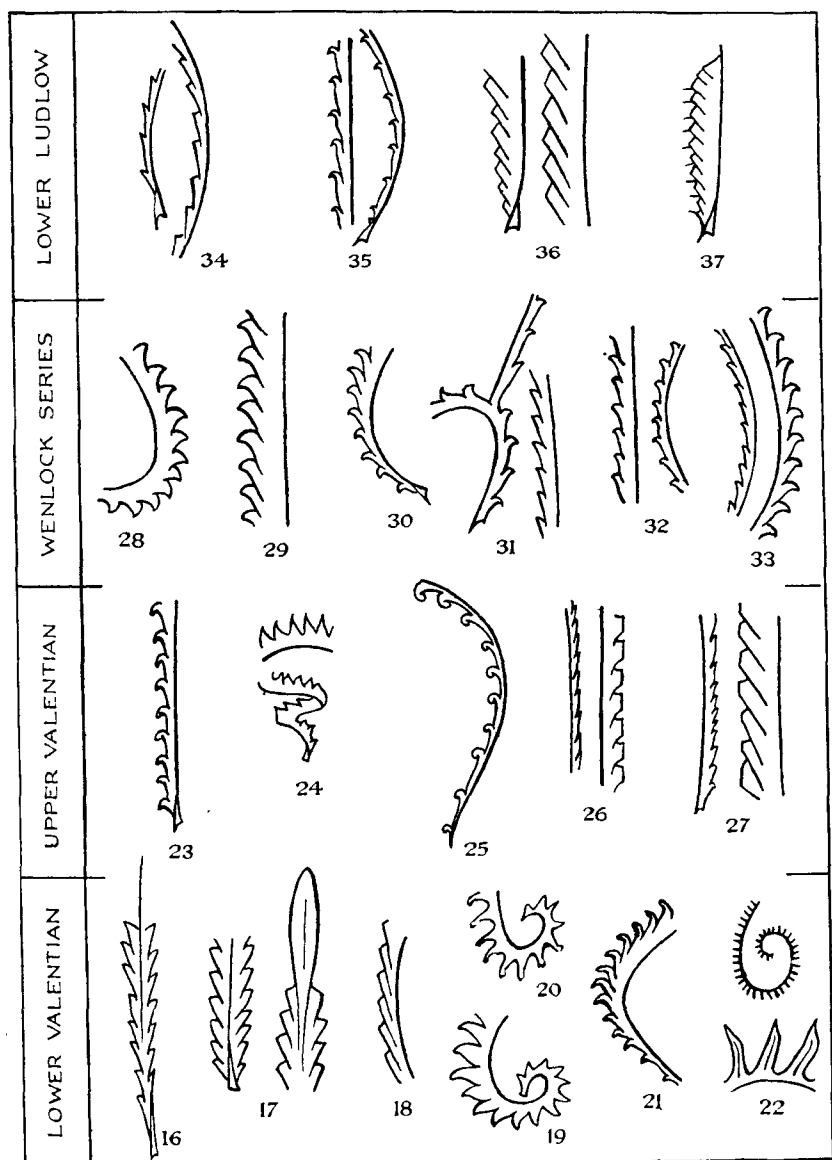 LOWER LUDLOW
34 35 36 37
WENLOCK SERIES
28 29 30 31 32 33
UPPER VALENTIAN
23 24 25 26 27
LOWER VALENTIAN
16 17 18 19 20 21 22